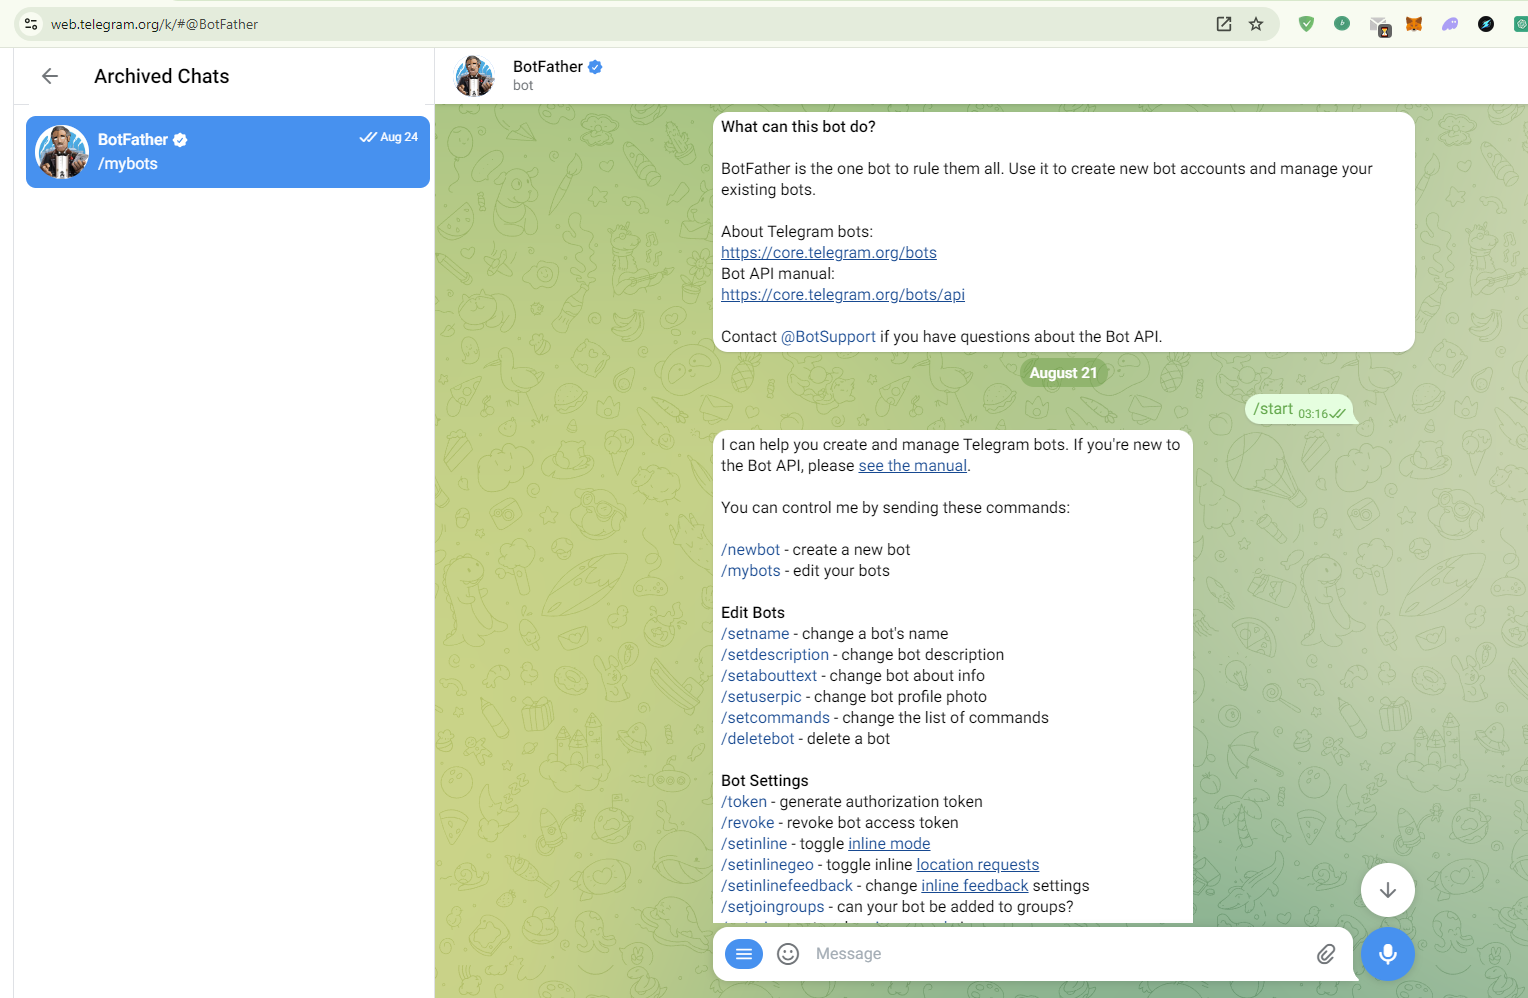 web.telegram.org/k/#@BotFather
Archived Chats
BotFather
Aug 24
/mybots
BotFather
bot
What can this bot do?
BotFather is the one bot to rule them all. Use it to create new bot accounts and manage your
existing bots.
About Telegram bots:
https://core.telegram.org/bots
Bot API manual:
https://core.telegram.org/bots/api
Contact @BotSupport if you have questions about the Bot API.
August 21
/start 03:16
I can help you create and manage Telegram bots. If you're new to
the Bot API, please see the manual.
You can control me by sending these commands:
/newbot - create a new bot
/mybots - edit your bots
Edit Bots
/setname - change a bot's name
/setdescription - change bot description
/setabouttext - change bot about info
/setuserpic - change bot profile photo
/setcommands - change the list of commands
/deletebot - delete a bot
Bot Settings
/token - generate authorization token
/revoke - revoke bot access token
/setinline - toggle inline mode
/setinlinegeo - toggle inline location requests
/setinlinefeedback - change inline feedback settings
/setjoingroups - can your bot be added to groups?
Message